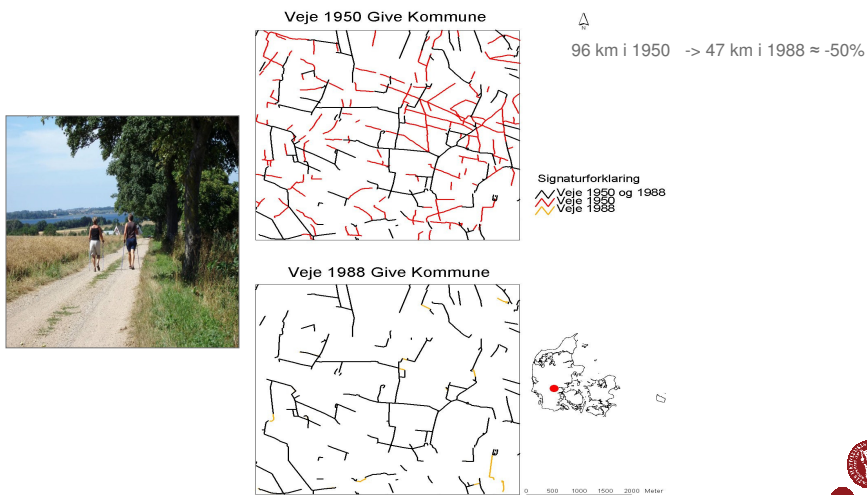 Veje 1950 Give Kommune
N
96 km i 1950 -> 47 km i 1988 ≈ -50%
Signaturforklaring
Veje 1950 og 1988
Veje 1950
Veje 1988
Veje 1988 Give Kommune
0 500 1000 1500 2000 Meter